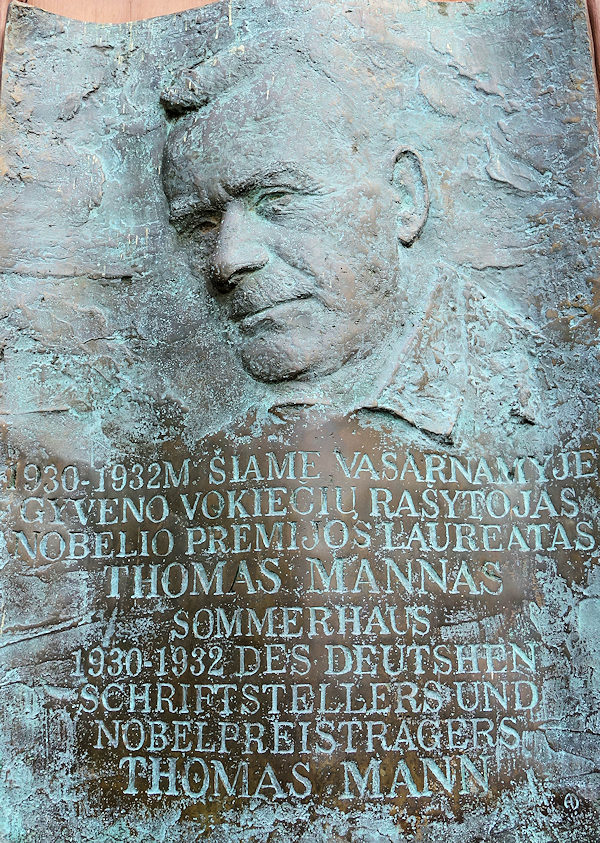 1930-1932M. ŠIAME VASARNAMYJE
GYVENO VOKIEČIŲ RAŠYTOJAS
NOBELIO PREMIJOS LAUREATAS
THOMAS MANNAS
SOMMERHAUS
1930-1932 DES DEUTSHEN
SCHRIFTSTELLERS UND
NOBELPREISTRAGERS
THOMAS MANN